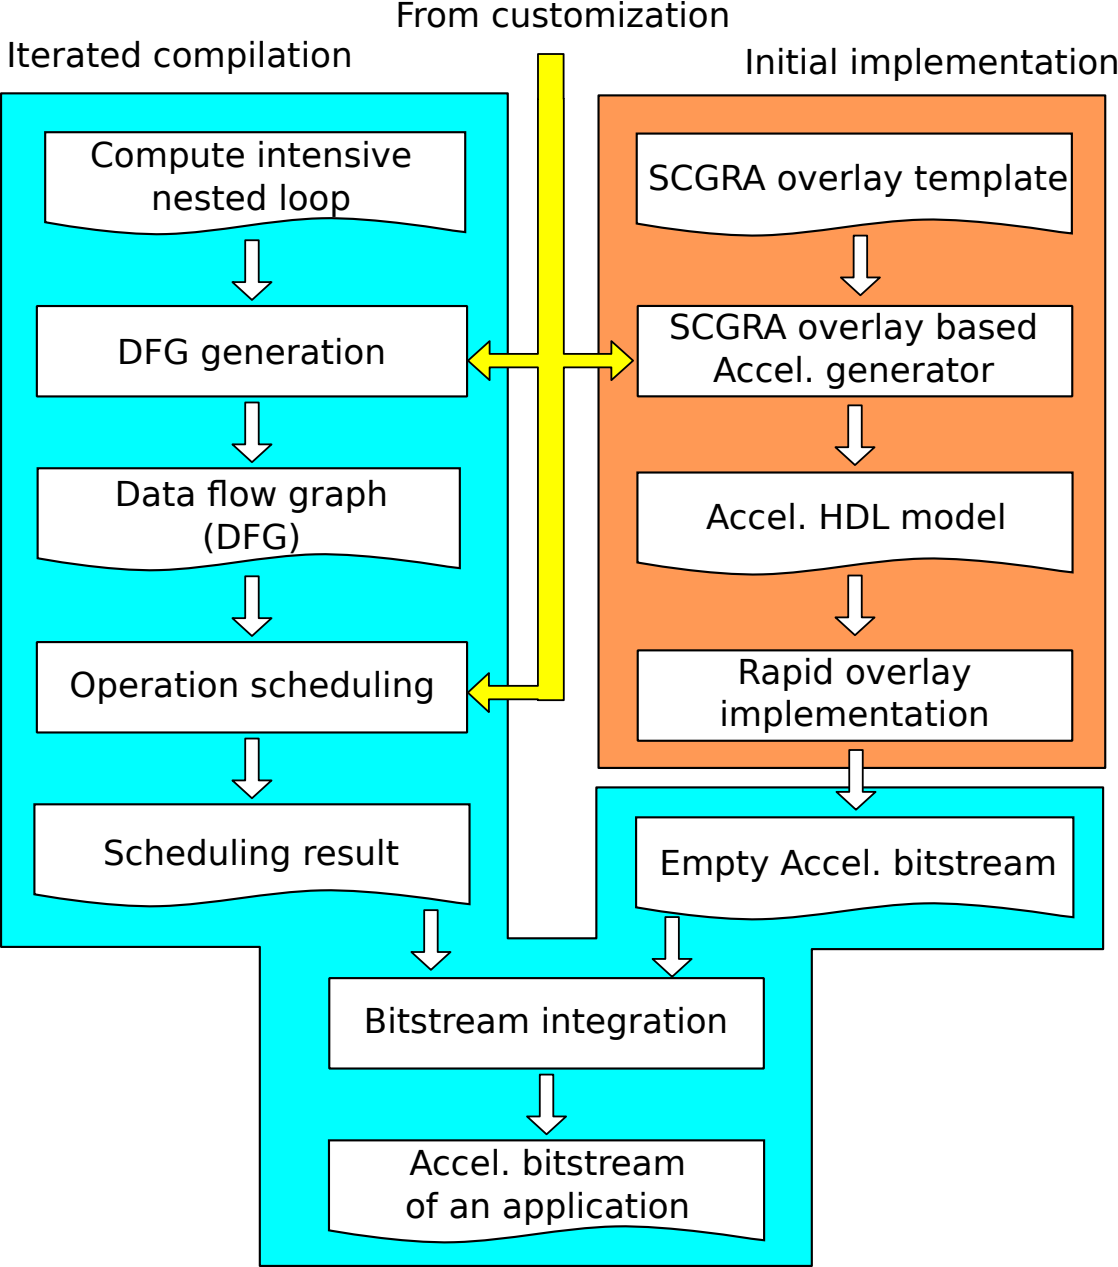 From customization
Iterated compilation
Initial implementation
Compute intensive
nested loop
DFG generation
Data flow graph
(DFG)
Operation scheduling
Scheduling result
SCGRA overlay template
SCGRA overlay based
Accel. generator
Accel. HDL model
Rapid overlay
implementation
Empty Accel. bitstream
Bitstream integration
Accel. bitstream
of an application